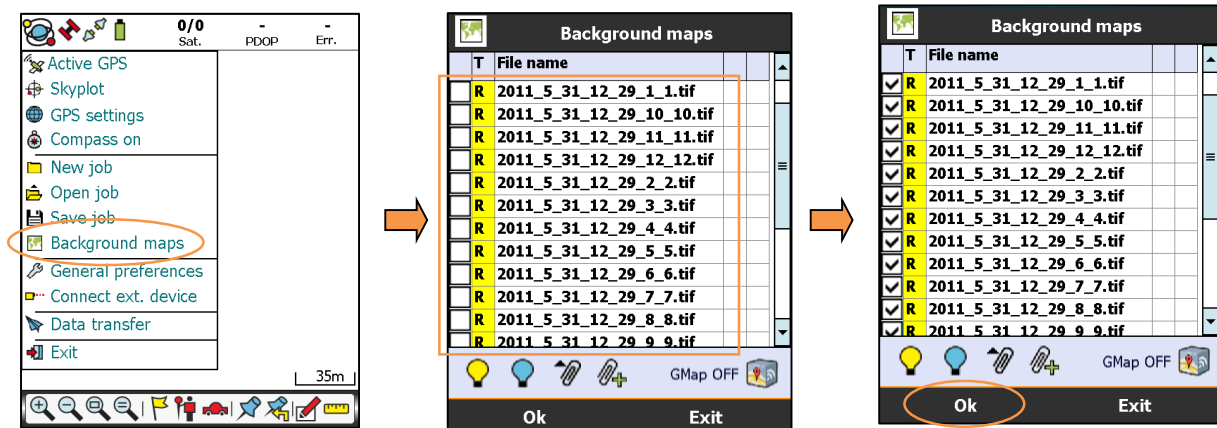 0/0 - -
Sat. PDOP Err.
Active GPS
Skyplot
GPS settings
Compass on
New job
Open job
Save job
Background maps
General preferences
Connect ext. device
Data transfer
Exit
35m
Background maps
T File name
R 2011_5_31_12_29_1_1.tif
R 2011_5_31_12_29_10_10.tif
R 2011_5_31_12_29_11_11.tif
R 2011_5_31_12_29_12_12.tif
R 2011_5_31_12_29_2_2.tif
R 2011_5_31_12_29_3_3.tif
R 2011_5_31_12_29_4_4.tif
R 2011_5_31_12_29_5_5.tif
R 2011_5_31_12_29_6_6.tif
R 2011_5_31_12_29_7_7.tif
R 2011_5_31_12_29_8_8.tif
R 2011_5_31_12_29_9_9.tif
GMap OFF
Ok Exit
Background maps
T File name
R 2011_5_31_12_29_1_1.tif
R 2011_5_31_12_29_10_10.tif
R 2011_5_31_12_29_11_11.tif
R 2011_5_31_12_29_12_12.tif
R 2011_5_31_12_29_2_2.tif
R 2011_5_31_12_29_3_3.tif
R 2011_5_31_12_29_4_4.tif
R 2011_5_31_12_29_5_5.tif
R 2011_5_31_12_29_6_6.tif
R 2011_5_31_12_29_7_7.tif
R 2011_5_31_12_29_8_8.tif
R 2011_5_31_12_29_9_9.tif
GMap OFF
Ok Exit